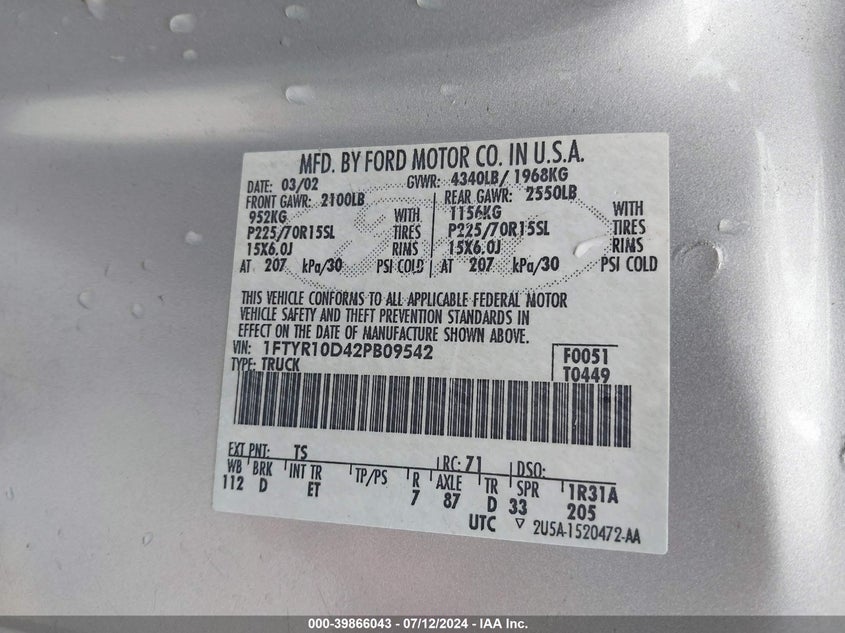 MFD. BY FORD MOTOR CO. IN U.S.A.
DATE: 03/02 GVWR: 4340LB/ 1968KG
FRONT GAWR: 2100LB REAR GAWR: 2550LB
952KG WITH 1156KG WITH
P225/70R15SL TIRES P225/70R15SL TIRES
15X6.0J RIMS 15X6.0J RIMS
AT 207 kPa/30 PSI COLD AT 207 kPa/30 PSI COLD
THIS VEHICLE CONFORMS TO ALL APPLICABLE FEDERAL MOTOR
VEHICLE SAFETY AND THEFT PREVENTION STANDARDS IN
EFFECT ON THE DATE OF MANUFACTURE SHOWN ABOVE.
VIN: 1FTYR10D42PB09542 F0051
TYPE: TRUCK T0449
EXT PNT: TS RC: 71 DSO:
WB BRK INT TR TP/PS R AXLE TR SPR 1R31A
112 D ET 7 87 D 33 205
UTC ▽ 2U5A-1520472-AA
000-39866043 - 07/12/2024 - IAA Inc.